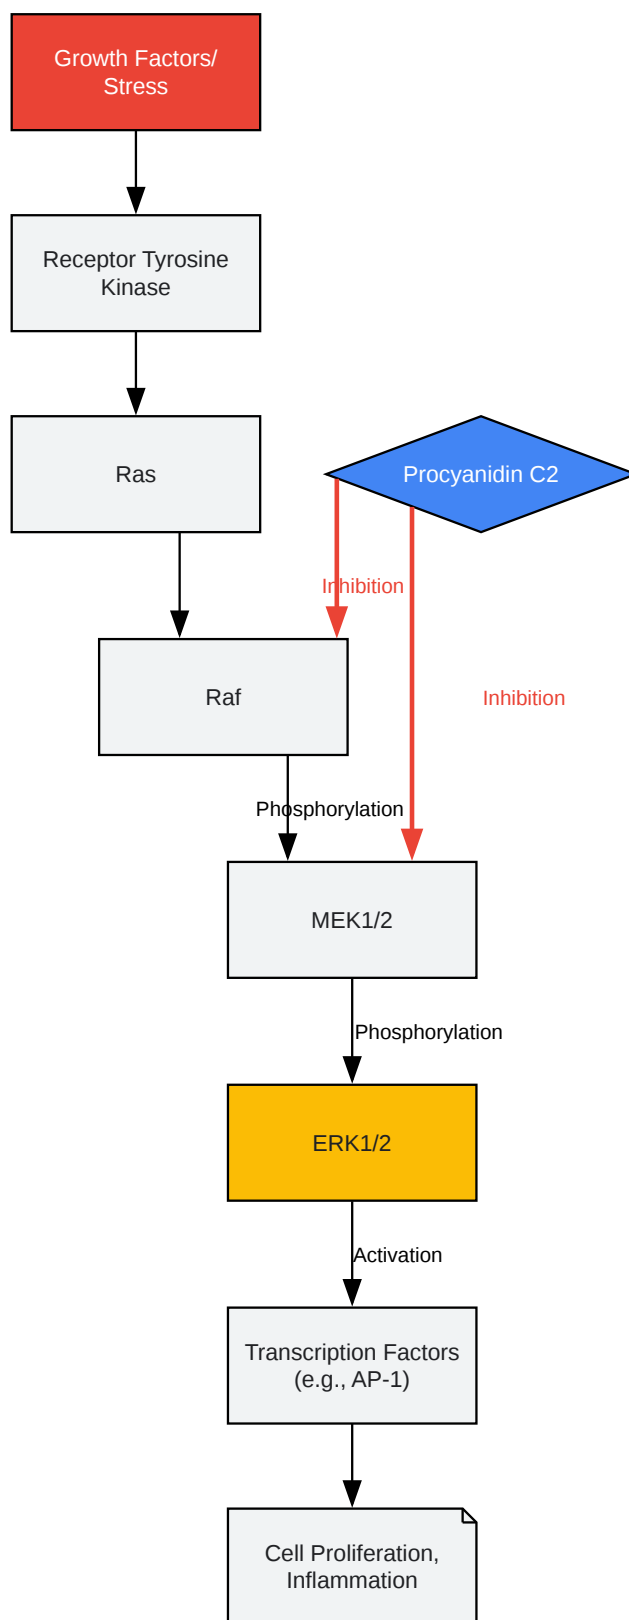 Growth Factors/
Stress
Receptor Tyrosine
Kinase
Ras
Procyanidin C2
Inhibition
Raf
Inhibition
Phosphorylation
MEK1/2
Phosphorylation
ERK1/2
Activation
Transcription Factors
(e.g., AP-1)
Cell Proliferation,
Inflammation